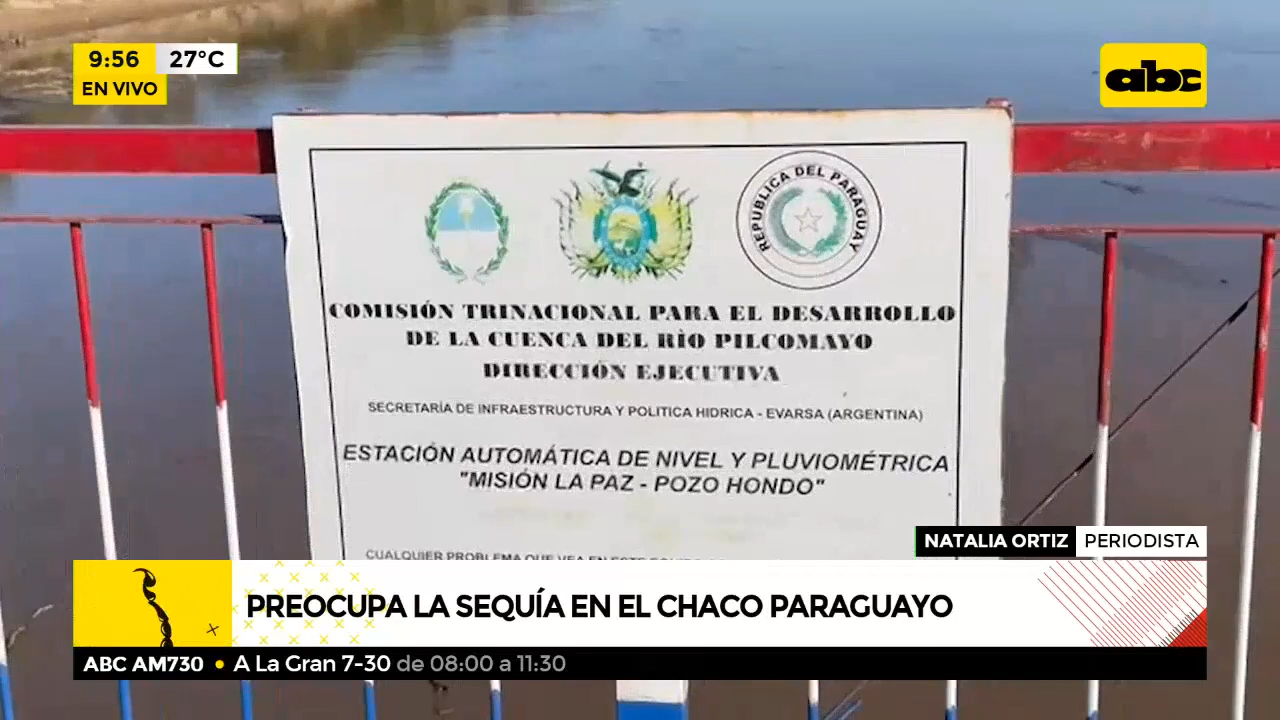 9:56
27°C
EN VIVO
abc
REPUBLICA DEL PARAGUAY
COMISIÓN TRINACIONAL PARA EL DESARROLLO
DE LA CUENCA DEL RÌO PILCOMAYO
DIRECCIÓN EJECUTIVA
SECRETARÍA DE INFRAESTRUCTURA Y POLITICA HIDRICA - EVARSA (ARGENTINA)
ESTACIÓN AUTOMÁTICA DE NIVEL Y PLUVIOMÉTRICA
"MISIÓN LA PAZ - POZO HONDO"
CUALQUIER PROBLEMA QUE VEA EN ESTE
NATALIA ORTIZ PERIODISTA
PREOCUPA LA SEQUÍA EN EL CHACO PARAGUAYO
ABC AM730 • A La Gran 7-30 de 08:00 a 11:30